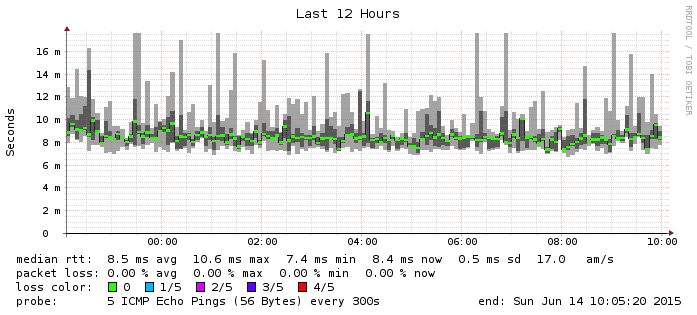 Last 12 Hours
RRDTOOL / TOBI OETIKER
Seconds
16 m
14 m
12 m
10 m
8 m
6 m
4 m
2 m
0
00:00 02:00 04:00 06:00 08:00 10:00
median rtt: 8.5 ms avg 10.6 ms max 7.4 ms min 8.4 ms now 0.5 ms sd 17.0 am/s
packet loss: 0.00 % avg 0.00 % max 0.00 % min 0.00 % now
loss color: 0 1/5 2/5 3/5 4/5
probe: 5 ICMP Echo Pings (56 Bytes) every 300s end: Sun Jun 14 10:05:20 2015